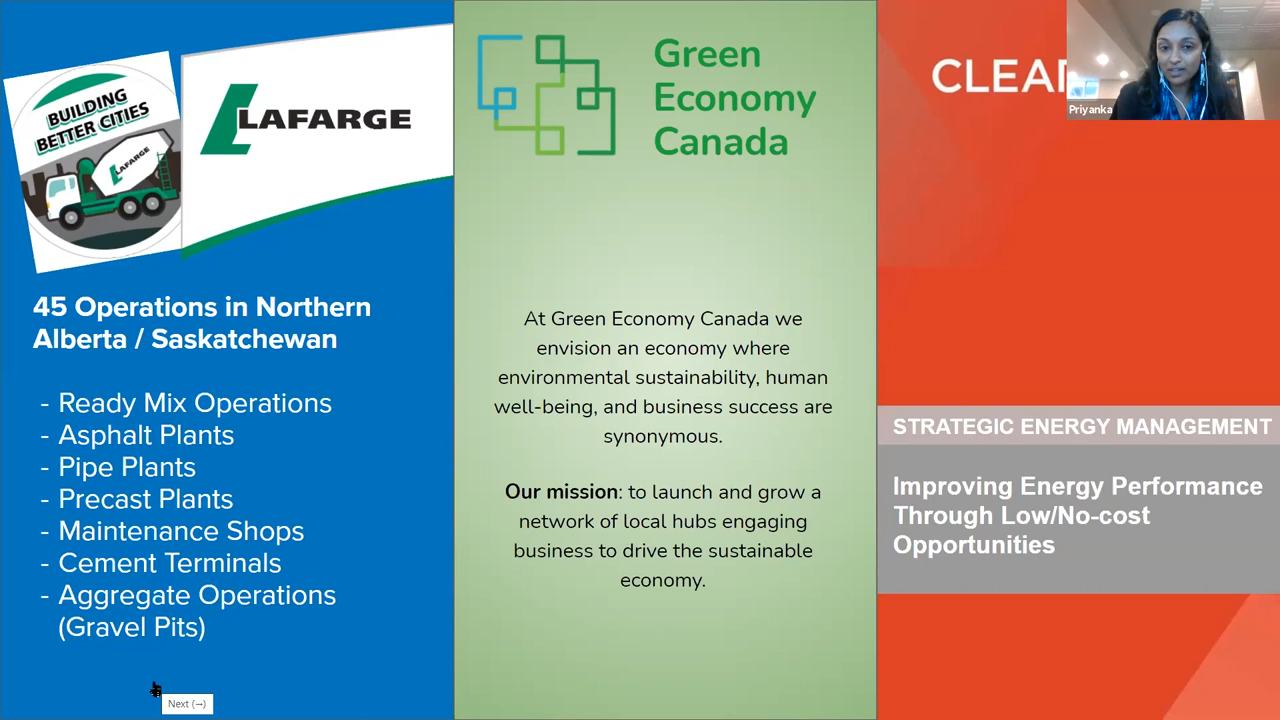 BUILDING
BETTER CITIES
LAFARGE
LAFARGE
45 Operations in Northern
Alberta / Saskatchewan
- Ready Mix Operations
- Asphalt Plants
- Pipe Plants
- Precast Plants
- Maintenance Shops
- Cement Terminals
- Aggregate Operations
(Gravel Pits)
Next (→)
Green
Economy
Canada
At Green Economy Canada we
envision an economy where
environmental sustainability, human
well-being, and business success are
synonymous.
Our mission: to launch and grow a
network of local hubs engaging
business to drive the sustainable
economy.
CLEAR
Priyanka
STRATEGIC ENERGY MANAGEMENT
Improving Energy Performance
Through Low/No-cost
Opportunities